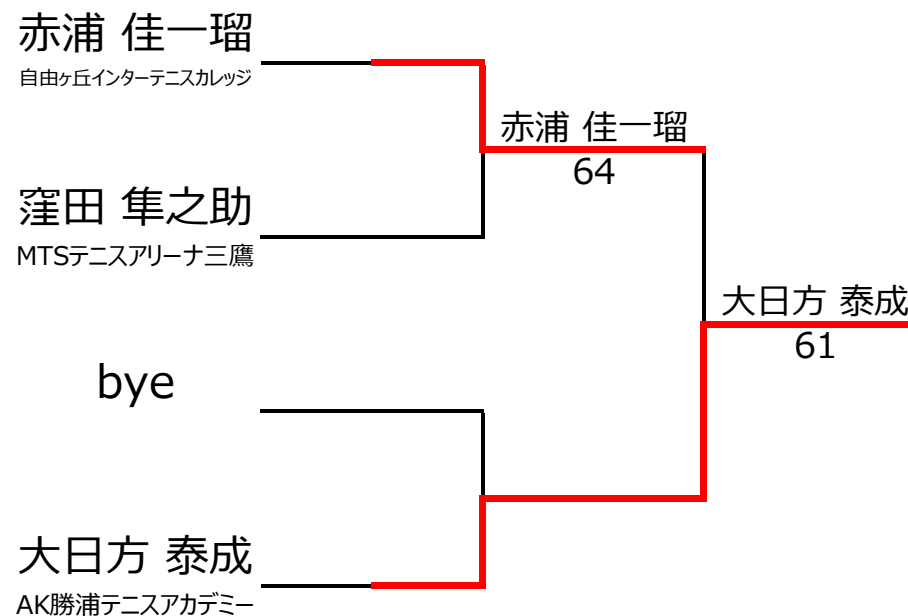 赤浦 佳一瑠
自由ヶ丘インターテニスカレッジ
赤浦 佳一瑠
64
窪田 隼之助
MTSテニスアリーナ三鷹
大日方 泰成
61
bye
大日方 泰成
AK勝浦テニスアカデミー